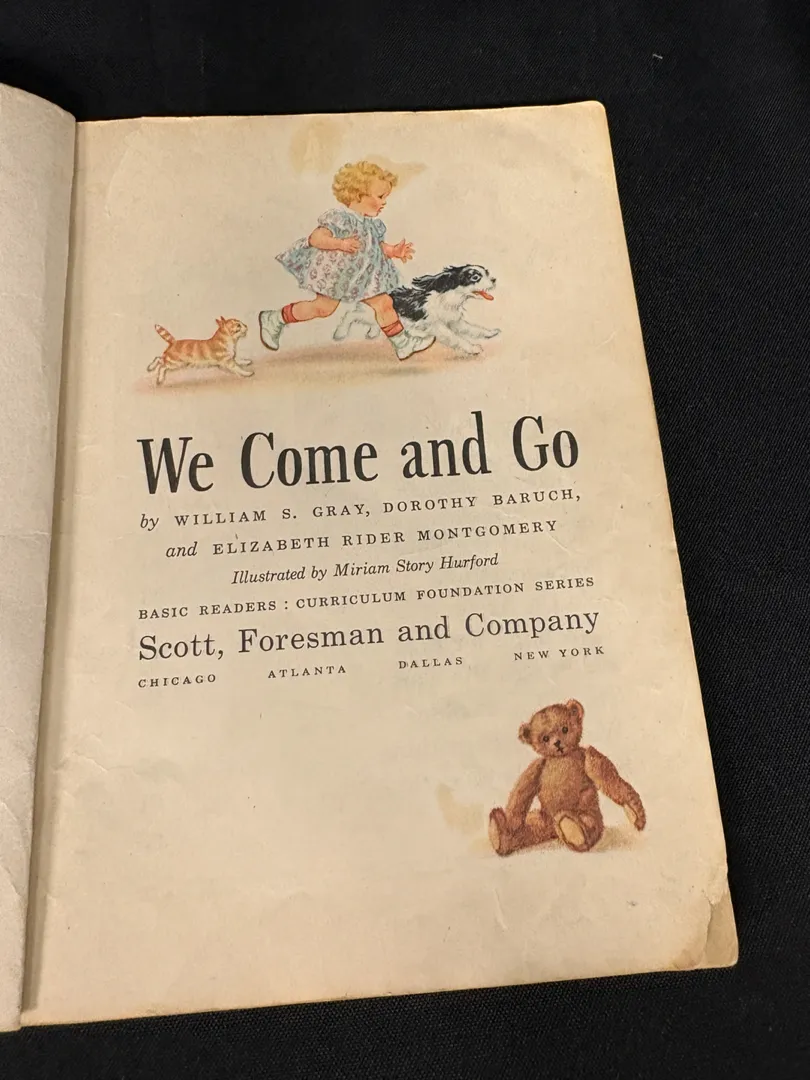 We Come and Go
by WILLIAM S. GRAY, DOROTHY BARUCH,
and ELIZABETH RIDER MONTGOMERY
Illustrated by Miriam Story Hurford
BASIC READERS : CURRICULUM FOUNDATION SERIES
Scott, Foresman and Company
CHICAGO ATLANTA DALLAS NEW YORK